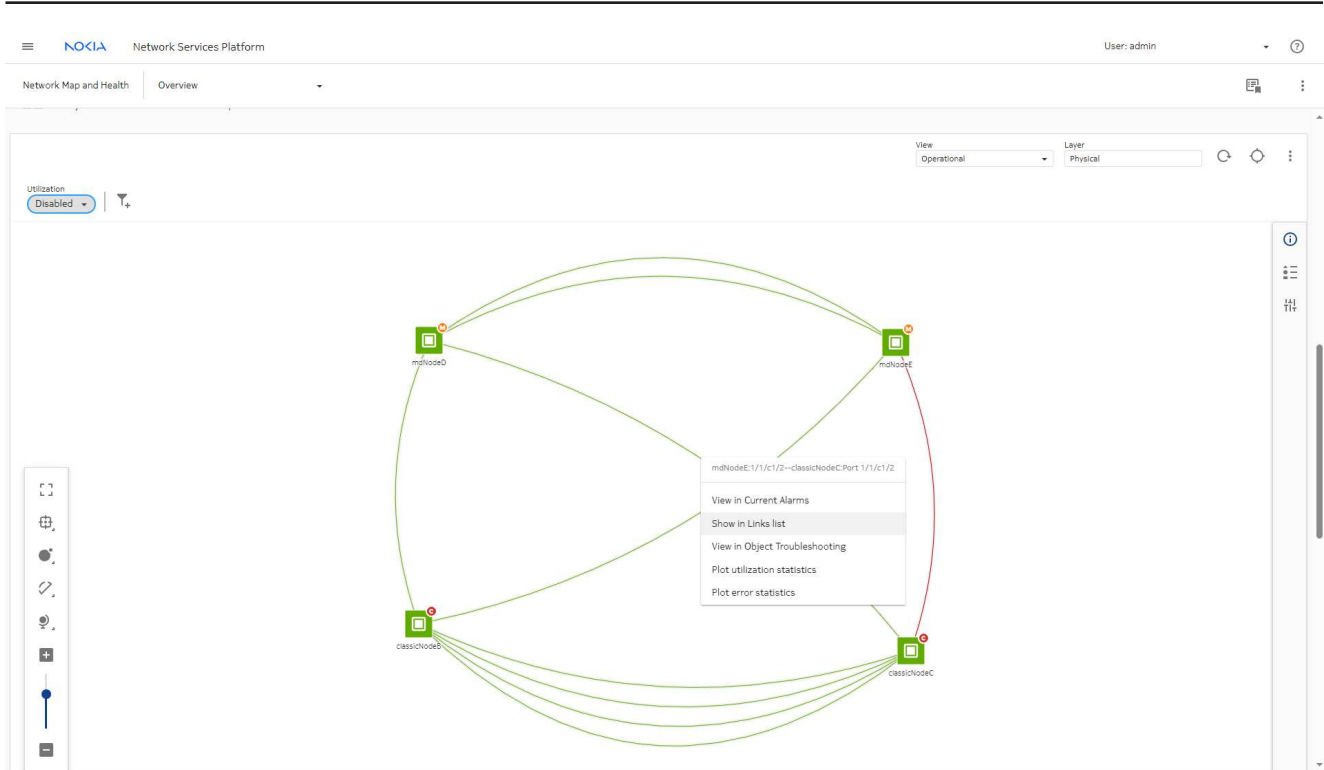 NOKIA Network Services Platform User: admin
Network Map and Health Overview
View Layer
Operational Physical
Utilization
Disabled
M M
mdNodeD mdNodeE
mdNodeE:1/1/c1/2--classicNodeC:Port 1/1/c1/2
View in Current Alarms
Show in Links list
View in Object Troubleshooting
Plot utilization statistics
Plot error statistics
C C
classicNodeB classicNodeC